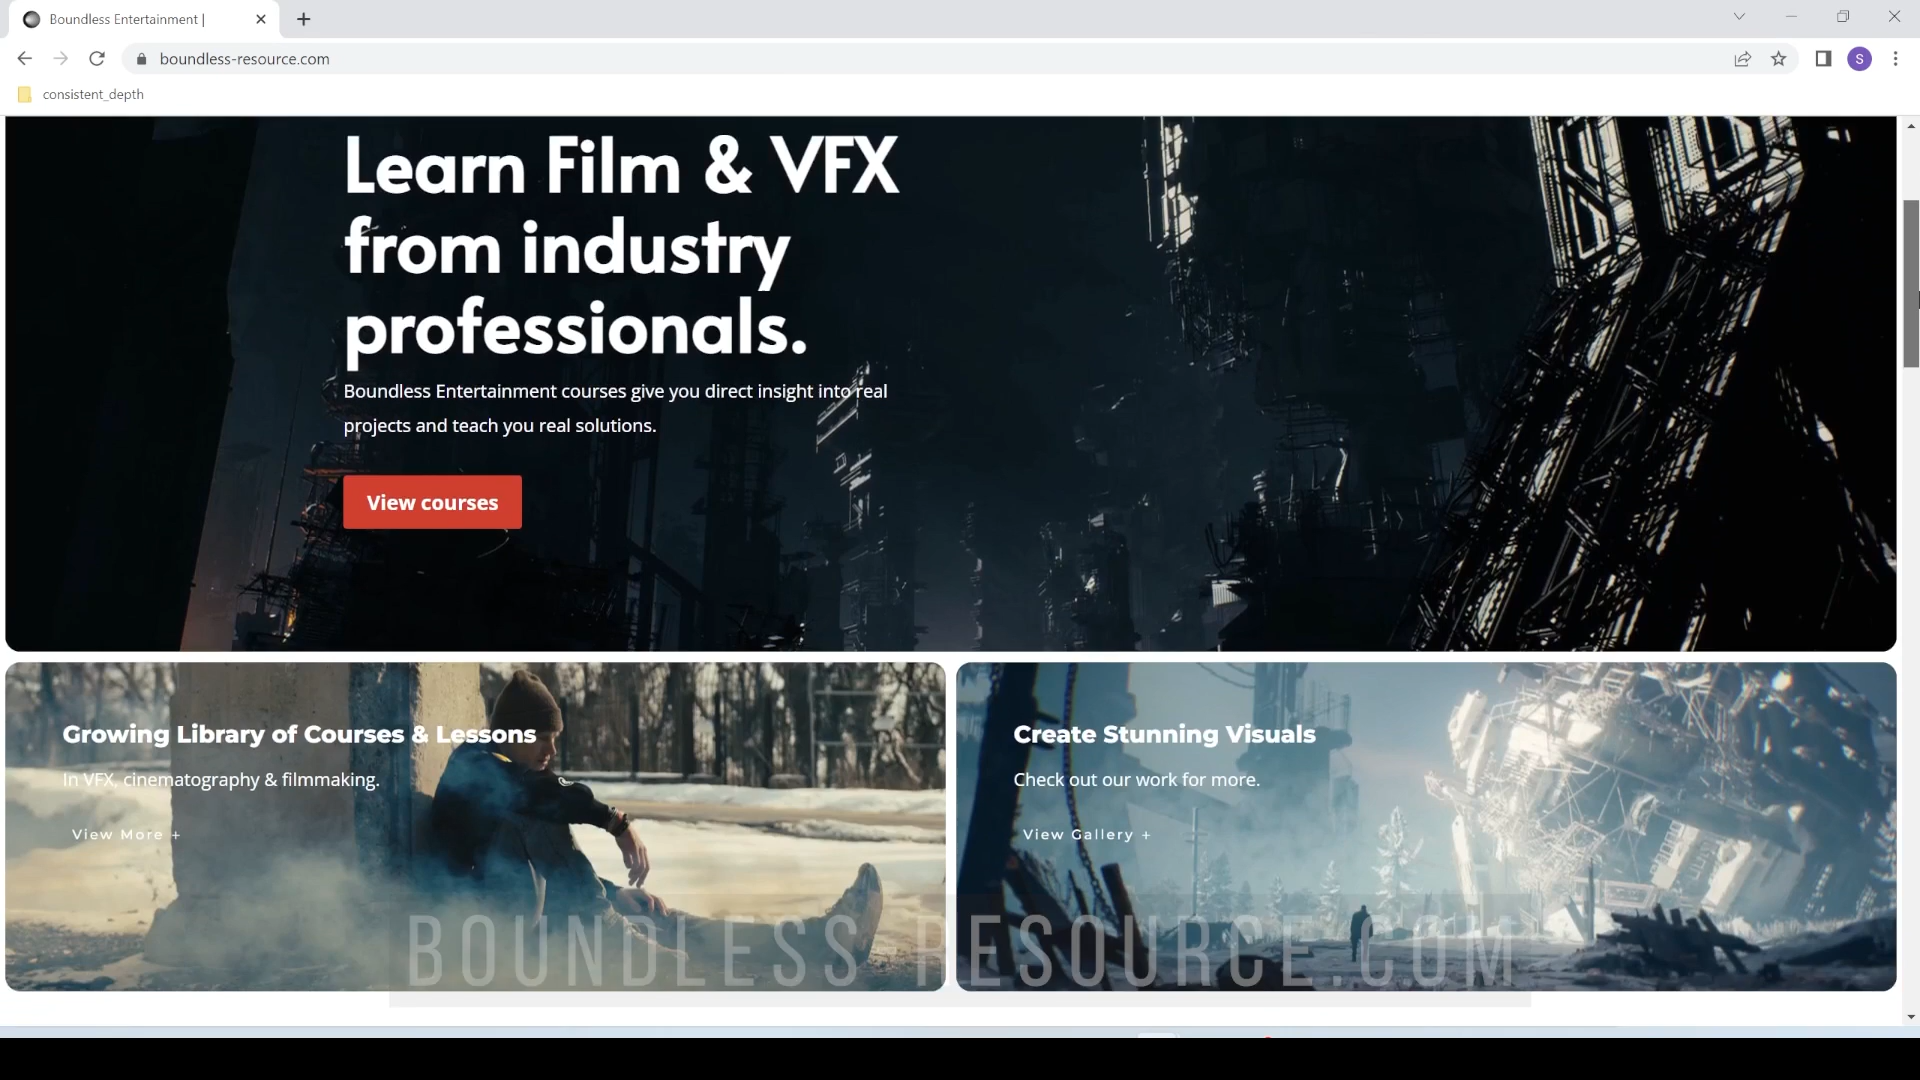 Boundless Entertainment |
boundless-resource.com
S
consistent_depth
Learn Film & VFX
from industry
professionals.
Boundless Entertainment courses give you direct insight into real
projects and teach you real solutions.
View courses
Growing Library of Courses & Lessons
In VFX, cinematography & filmmaking.
View More +
Create Stunning Visuals
Check out our work for more.
View Gallery +
BOUNDLESS-RESOURCE.COM